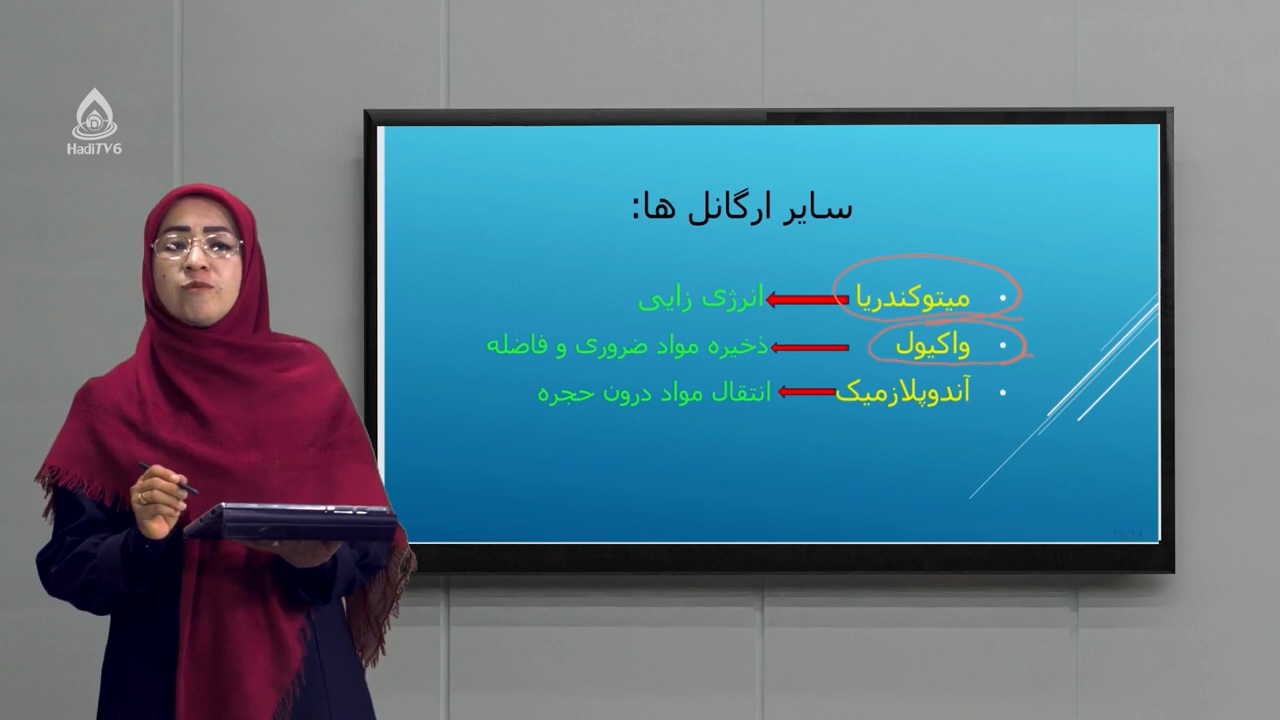 HadiTV6
سایر ارگانل ها:
میتوکندریا انرژی زایی
واکیول ذخیره مواد ضروری و فاضله
آندوپلازمیک انتقال مواد درون حجره